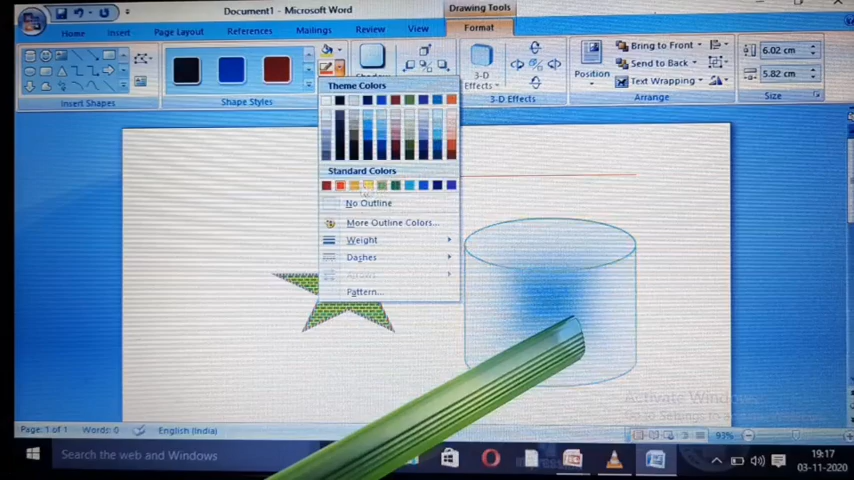 Document1 - Microsoft Word
Drawing Tools
Home
Insert
Page Layout
References
Mailings
Review
View
Format
Bring to Front
Send to Back
Text Wrapping
Position
3-D
Effects
6.02 cm
5.82 cm
Insert Shapes
Shape Styles
3-D Effects
Arrange
Size
Theme Colors
Standard Colors
No Outline
More Outline Colors...
Weight
Dashes
Arrows
Pattern...
Activate Windows
Page: 1 of 1
Words: 0
English (India)
93%
Search the web and Windows
19:17
03-11-2020